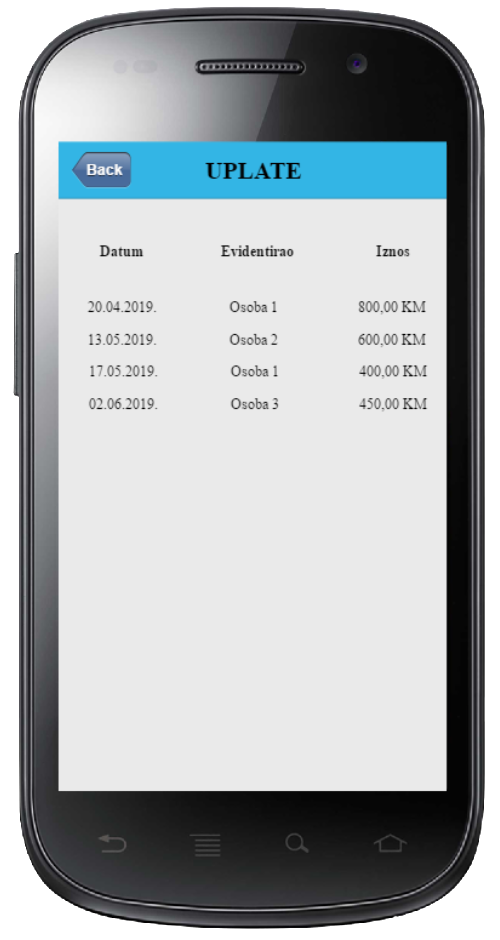 Back UPLATE
Datum Evidentirao Iznos
20.04.2019. Osoba 1 800,00 KM
13.05.2019. Osoba 2 600,00 KM
17.05.2019. Osoba 1 400,00 KM
02.06.2019. Osoba 3 450,00 KM